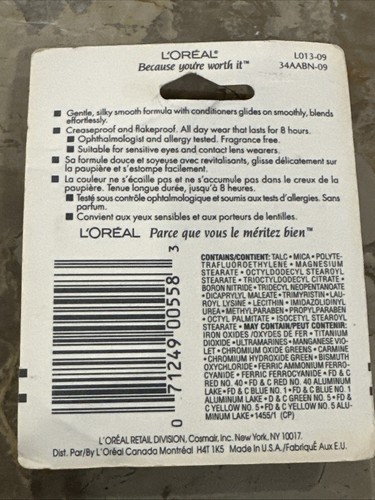 L'ORÉAL®
Because you're worth it™
L013-09
34AABN-09
■ Gentle, silky smooth formula with conditioners glides on smoothly, blends
effortlessly.
■ Creaseproof and flakeproof. All day wear that lasts for 8 hours.
■ Ophthalmologist and allergy tested. Fragrance free.
■ Suitable for sensitive eyes and contact lens wearers.
■ Sa formule douce et soyeuse avec revitalisants, glisse délicatement sur
la paupière et s'estompe facilement.
■ La couleur ne s'écaille pas et ne s'accumule pas dans le creux de la
paupière. Tenue longue durée, jusqu'à 8 heures.
■ Testé sous contrôle ophtalmologique et soumis aux tests d'allergies. Sans
parfum.
■ Convient aux yeux sensibles et aux porteurs de lentilles.
L'ORÉAL Parce que vous le méritez bien™
0 71249 00558 3
CONTAINS/CONTENT: TALC • MICA • POLYTE-
TRAFLUOROETHYLENE • MAGNESIUM
STEARATE • OCTYLDODECYL STEAROYL
STEARATE • TRIOCTYLDODECYL CITRATE •
BORON NITRIDE • TRIDECYL NEOPENTANOATE
• DICAPRYLYL MALEATE • TRIMYRISTIN • LAU-
ROYL LYSINE • LECITHIN • IMIDAZOLIDINYL
UREA • METHYLPARABEN • PROPYLPARABEN
• OCTYL PALMITATE • ISOCETYL STEAROYL
STEARATE • MAY CONTAIN/PEUT CONTENIR:
IRON OXIDES /OXYDES DE FER • TITANIUM
DIOXIDE • ULTRAMARINES • MANGANESE VIO-
LET • CHROMIUM OXIDE GREENS • CARMINE
• CHROMIUM HYDROXIDE GREEN • BISMUTH
OXYCHLORIDE • FERRIC AMMONIUM FERRO-
CYANIDE • FERRIC FERROCYANIDE • FD & C
RED NO. 40 • FD & C RED NO. 40 ALUMINUM
LAKE • FD & C BLUE NO. 1 • FD & C BLUE NO. 1
ALUMINUM LAKE • D & C GREEN NO. 5 • FD &
C YELLOW NO. 5 • FD & C YELLOW NO. 5 ALU-
MINUM LAKE • 1455/1 (CP)
L'ORÉAL RETAIL DIVISION, Cosmair, Inc. New York, NY 10017.
Dist. Par/By L'Oréal Canada Montréal H4T 1K5 Made in U.S.A./Fabriqué Aux E.U.